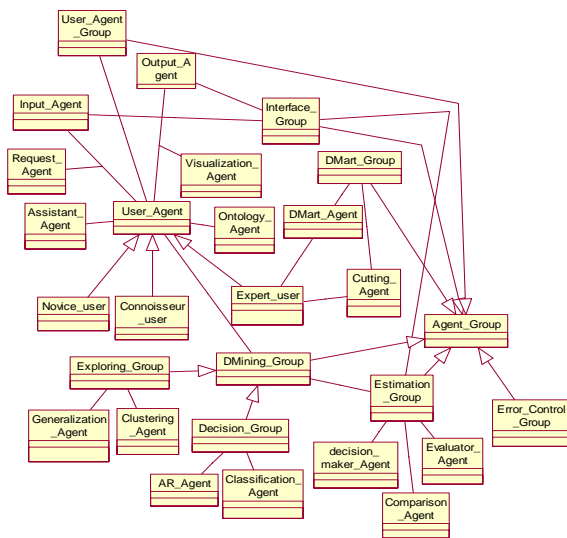 User_Agent
_Group
Output_A
gent
Input_Agent
Interface_
Group
Request_
Agent
Visualization_
Agent
DMart_Group
Assistant_
Agent
User_Agent
Ontology_
Agent
DMart_Agent
Novice_user
Connoisseur
_user
Expert_user
Cutting_
Agent
Agent_Group
Exploring_Group
DMining_Group
Estimation
_Group
Error_Control
_Group
Generalization
_Agent
Clustering
_Agent
Decision_Group
decision_
maker_Agent
Evaluator_
Agent
AR_Agent
Classification_
Agent
Comparison
_Agent